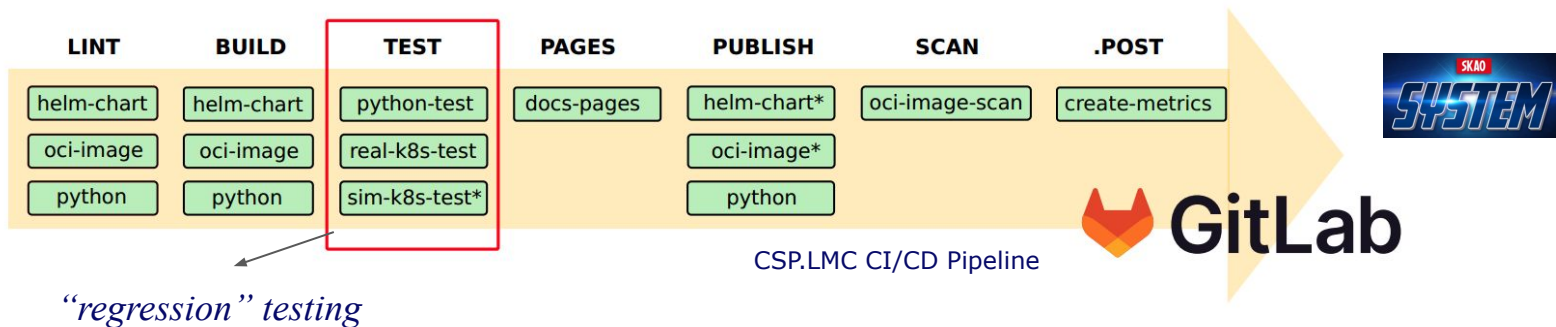 LINT BUILD TEST PAGES PUBLISH SCAN .POST
helm-chart helm-chart python-test docs-pages helm-chart* oci-image-scan create-metrics
oci-image oci-image real-k8s-test oci-image*
python python sim-k8s-test* python
SKAO
SYSTEM
GitLab
CSP.LMC CI/CD Pipeline
“regression” testing